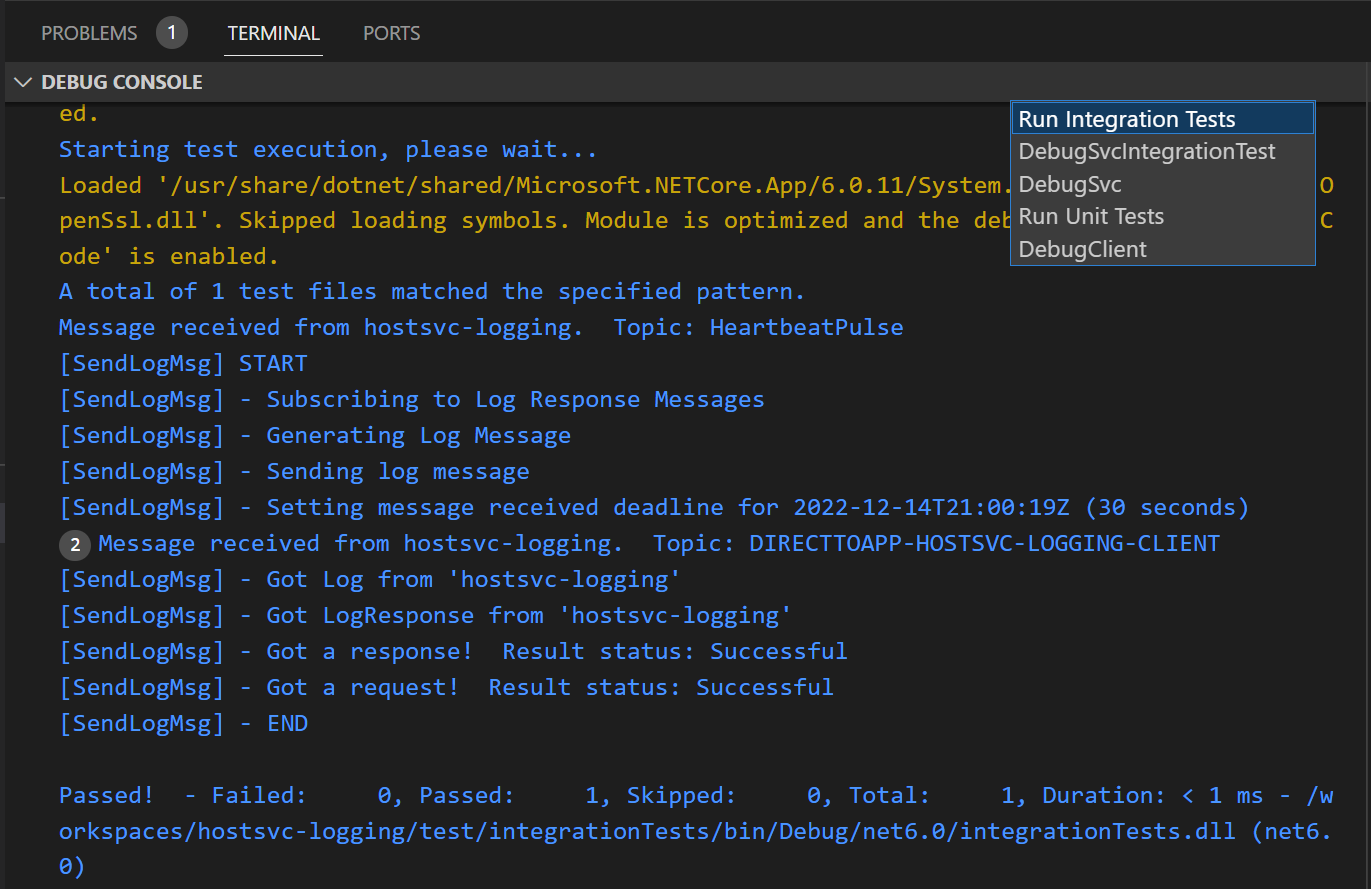 PROBLEMS 1 TERMINAL PORTS
DEBUG CONSOLE
ed.
Run Integration Tests
DebugSvcIntegrationTest
DebugSvc
Run Unit Tests
DebugClient
Starting test execution, please wait...
Loaded '/usr/share/dotnet/shared/Microsoft.NETCore.App/6.0.11/System. O
penSsl.dll'. Skipped loading symbols. Module is optimized and the deb C
ode' is enabled.
A total of 1 test files matched the specified pattern.
Message received from hostsvc-logging.  Topic: HeartbeatPulse
[SendLogMsg] START
[SendLogMsg] - Subscribing to Log Response Messages
[SendLogMsg] - Generating Log Message
[SendLogMsg] - Sending log message
[SendLogMsg] - Setting message received deadline for 2022-12-14T21:00:19Z (30 seconds)
2 Message received from hostsvc-logging.  Topic: DIRECTTOAPP-HOSTSVC-LOGGING-CLIENT
[SendLogMsg] - Got Log from 'hostsvc-logging'
[SendLogMsg] - Got LogResponse from 'hostsvc-logging'
[SendLogMsg] - Got a response!  Result status: Successful
[SendLogMsg] - Got a request!  Result status: Successful
[SendLogMsg] - END
Passed!  - Failed:     0, Passed:     1, Skipped:     0, Total:     1, Duration: < 1 ms - /w
orkspaces/hostsvc-logging/test/integrationTests/bin/Debug/net6.0/integrationTests.dll (net6.
0)